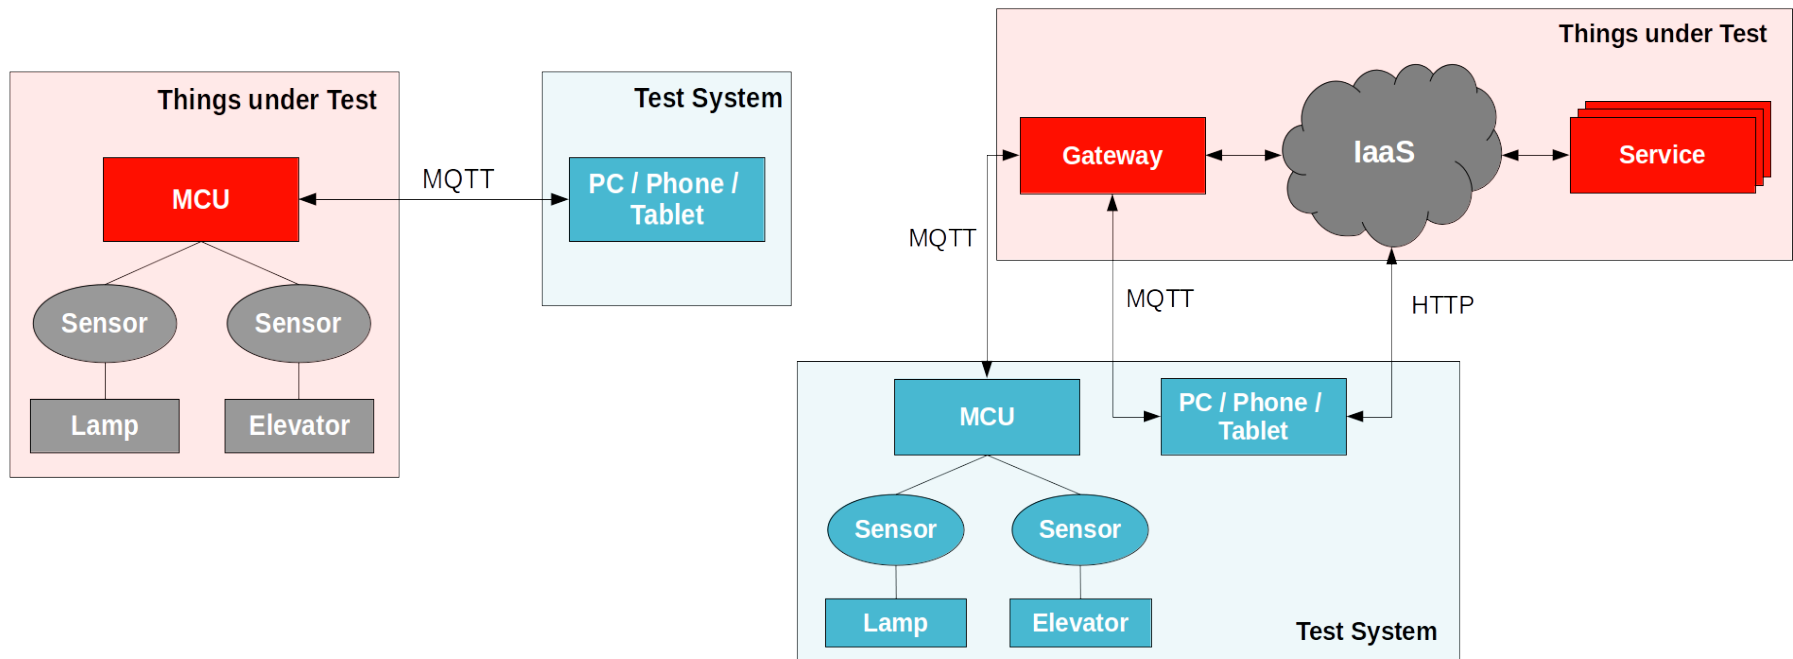 Things under Test
MCU
Sensor
Sensor
Lamp
Elevator
MQTT
Test System
PC / Phone /
Tablet
Things under Test
Gateway
IaaS
Service
MQTT
MQTT
HTTP
MCU
PC / Phone /
Tablet
Sensor
Sensor
Lamp
Elevator
Test System